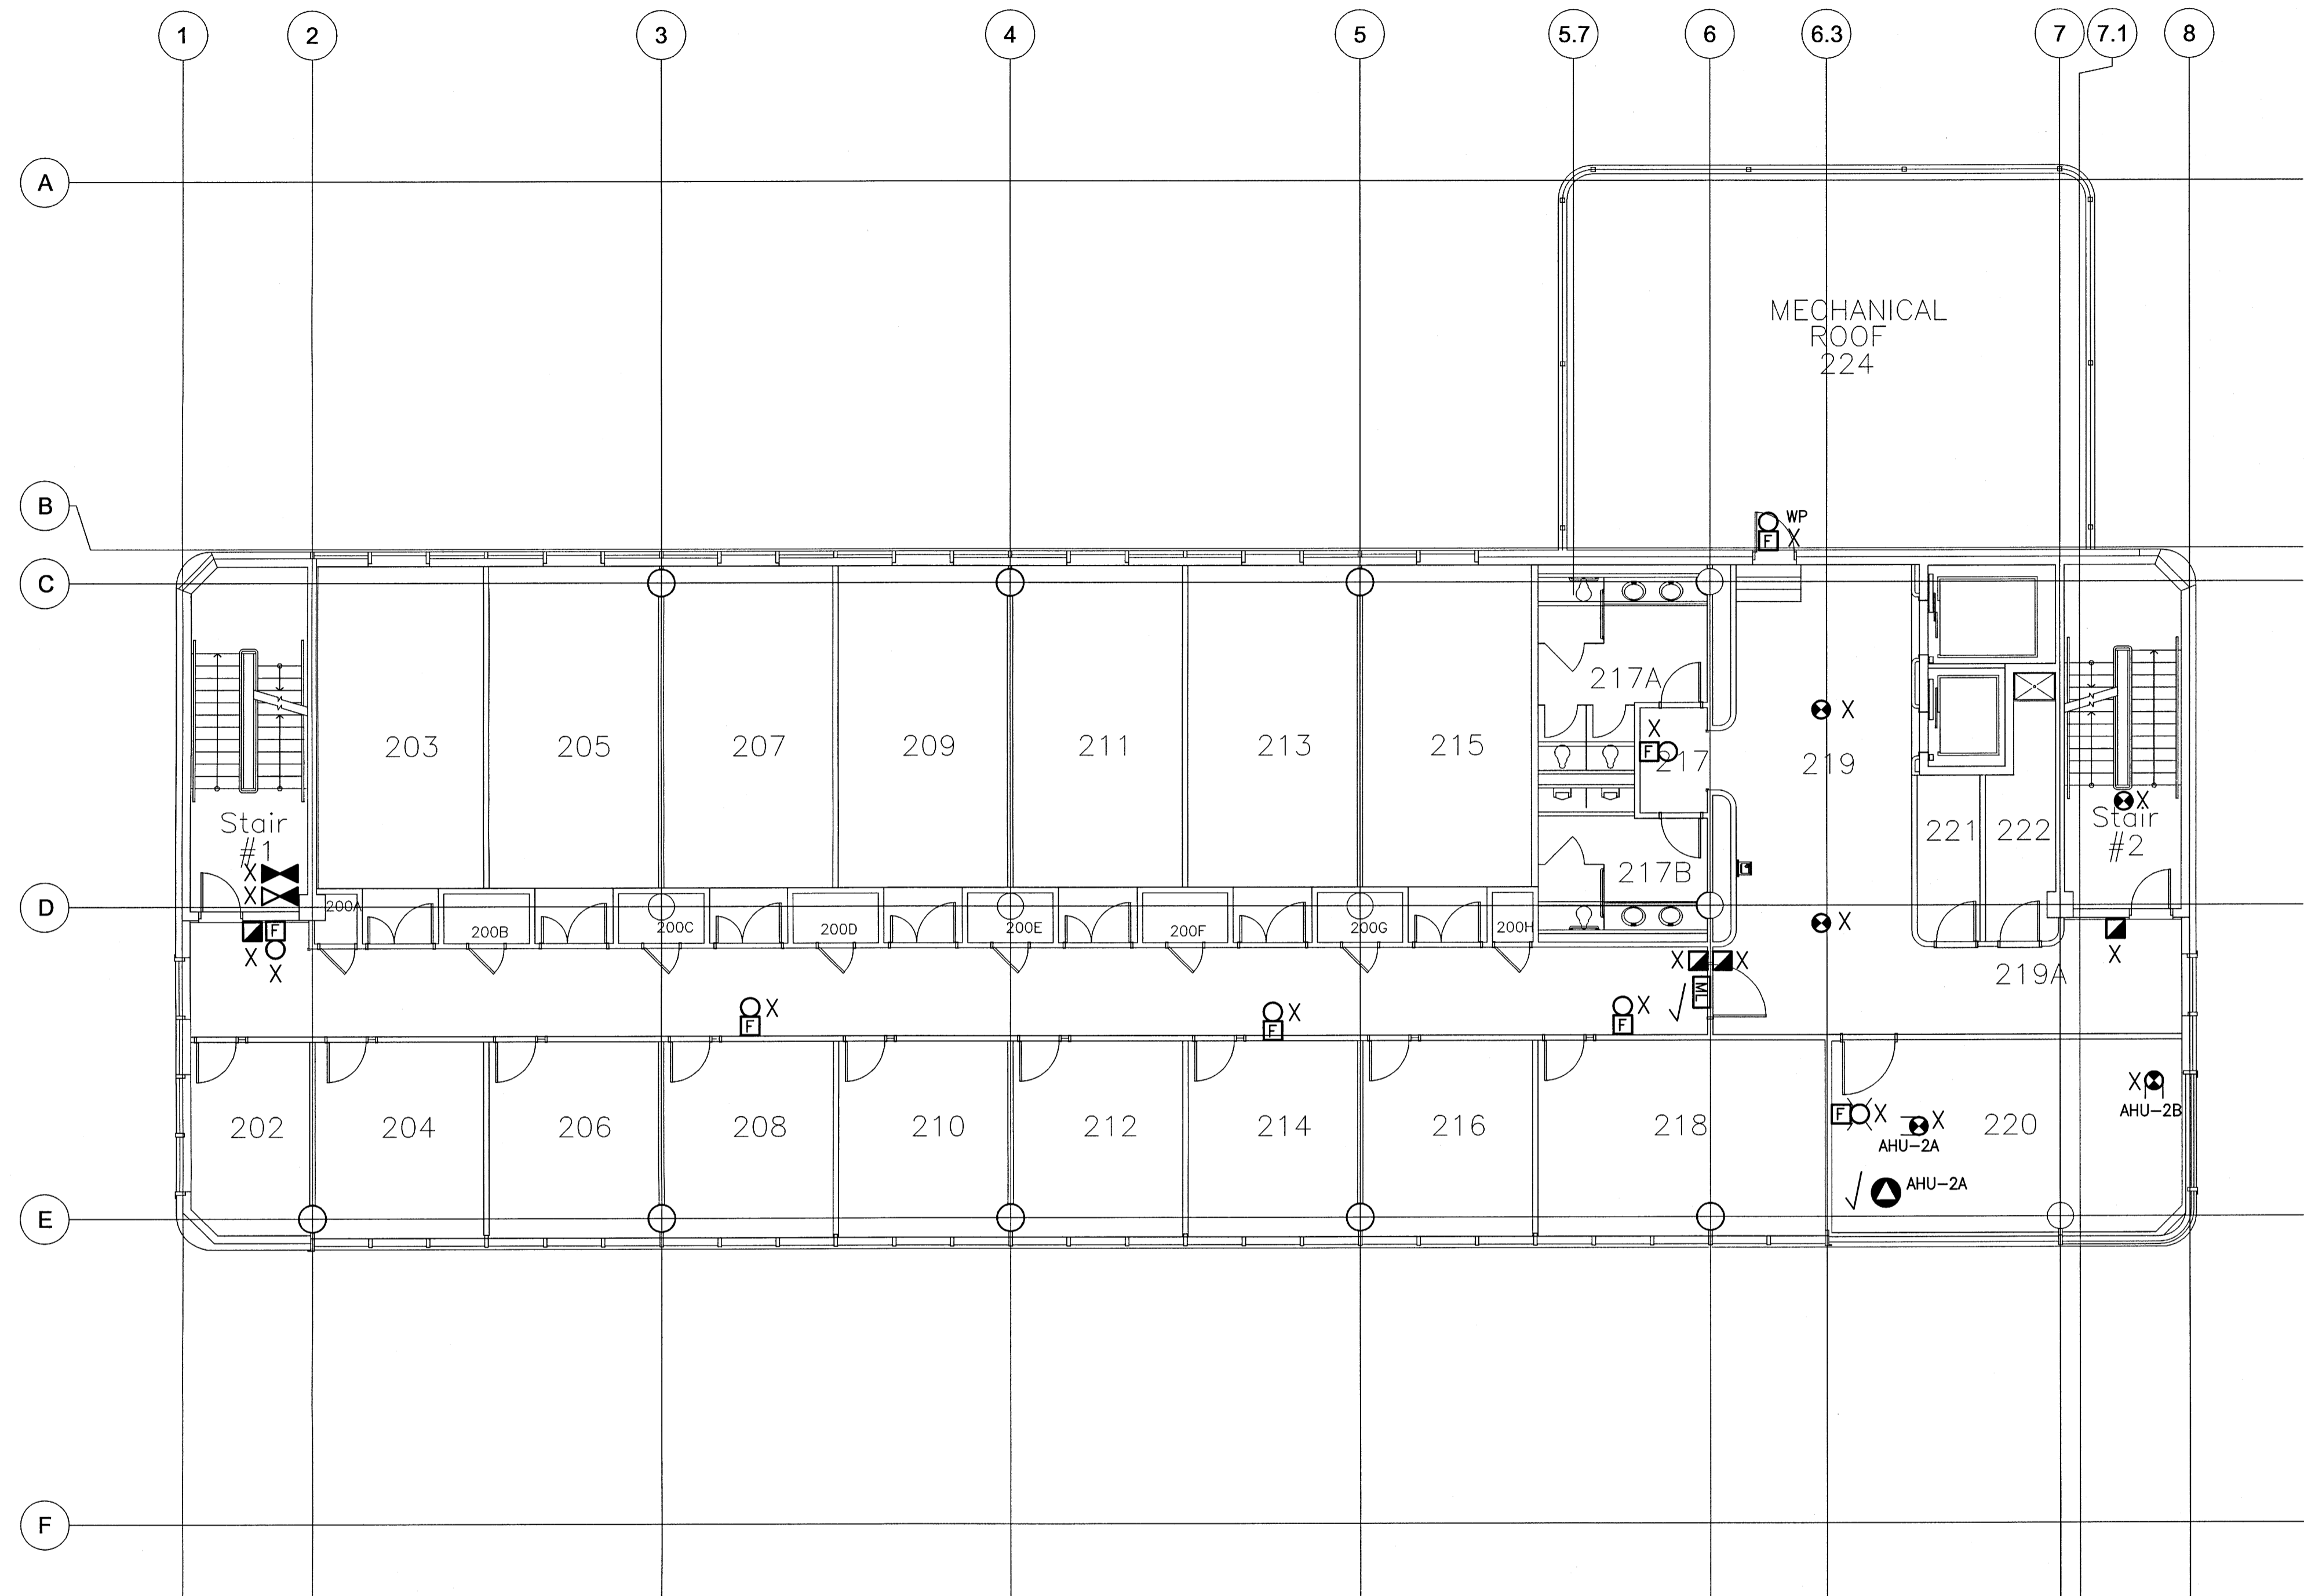 1 2 3 4 5 5.7 6 6.3 7 7.1 8
A
MECHANICAL
ROOF
224
B
WP
F X
C
217A
X
F
203 205 207 209 211 213 215 217 219
X
X
Stair
#1
221 222
Stair
#2
X
X
X
217B
D
200A 200B 200C 200D 200E 200F 200G 200H
X
F
X
X
X X
X
219A
ML
X X X
F F F
X
AHU-2B
F X
X
AHU-2A
202 204 206 208 210 212 214 216 218 220
AHU-2A
E
F